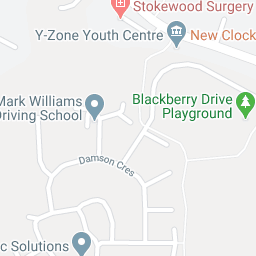 Stokewood Surgery
Y-Zone Youth Centre
New Clock
Mark Williams
Driving School
Blackberry Drive
Playground
Damson Cres
c Solutions